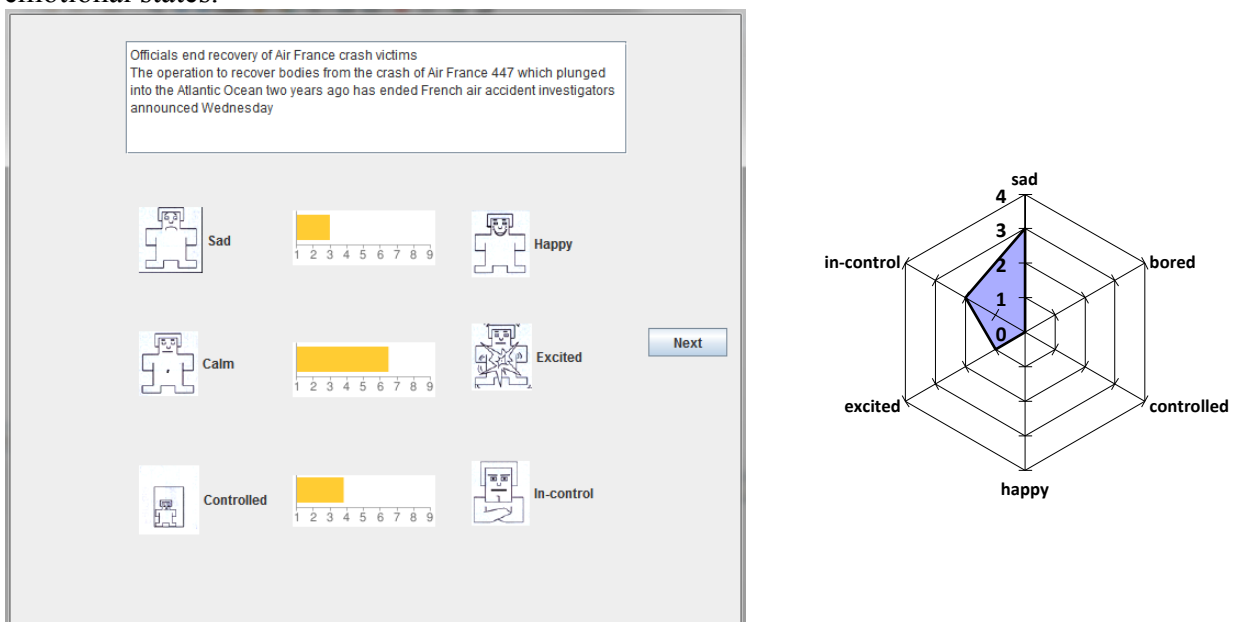 emotional states.
Officials end recovery of Air France crash victims
The operation to recover bodies from the crash of Air France 447 which plunged
into the Atlantic Ocean two years ago has ended French air accident investigators
announced Wednesday
Sad
1 2 3 4 5 6 7 8 9
Happy
Calm
1 2 3 4 5 6 7 8 9
Excited
Next
Controlled
1 2 3 4 5 6 7 8 9
In-control
sad
4
3
in-control
2
bored
1
0
excited
controlled
happy